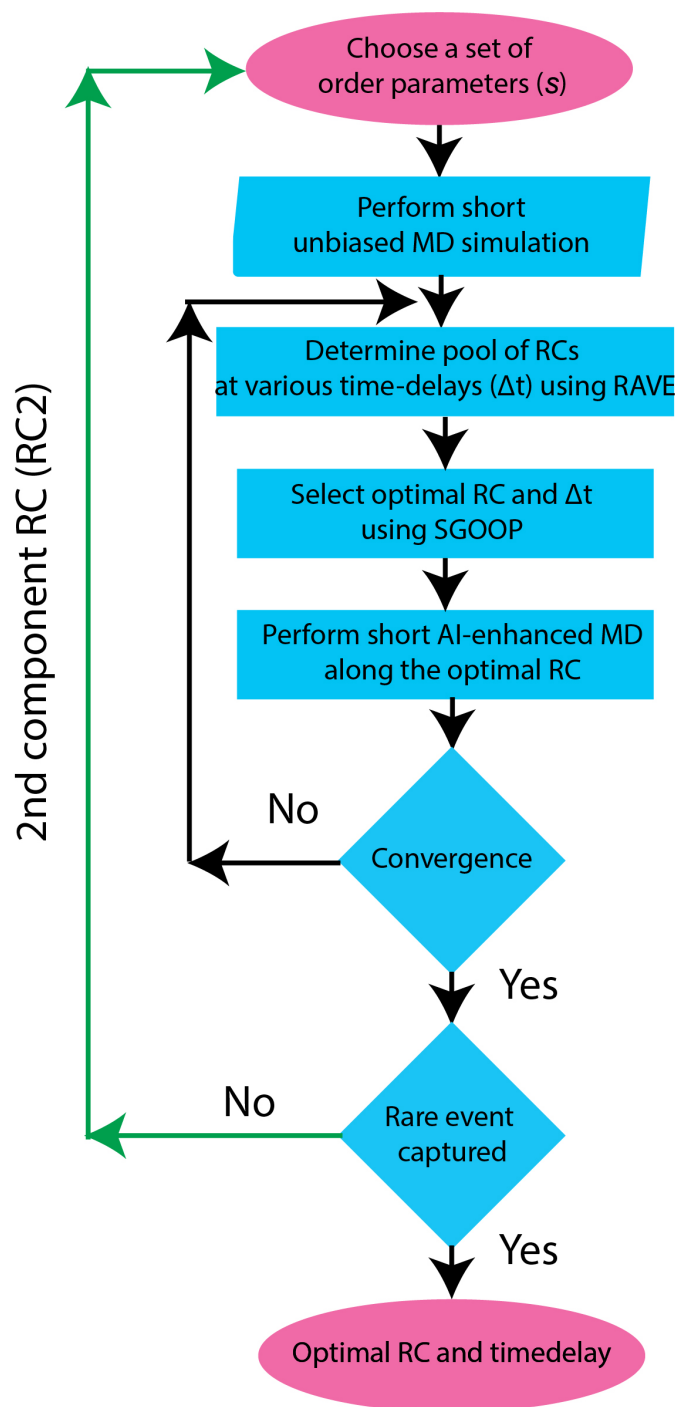 Choose a set of
order parameters (s)
Perform short
unbiased MD simulation
Determine pool of RCs
at various time-delays (Δt) using RAVE
Select optimal RC and Δt
using SGOOP
Perform short AI-enhanced MD
along the optimal RC
No
Convergence
Yes
2nd component RC (RC2)
No
Rare event
captured
Yes
Optimal RC and timedelay